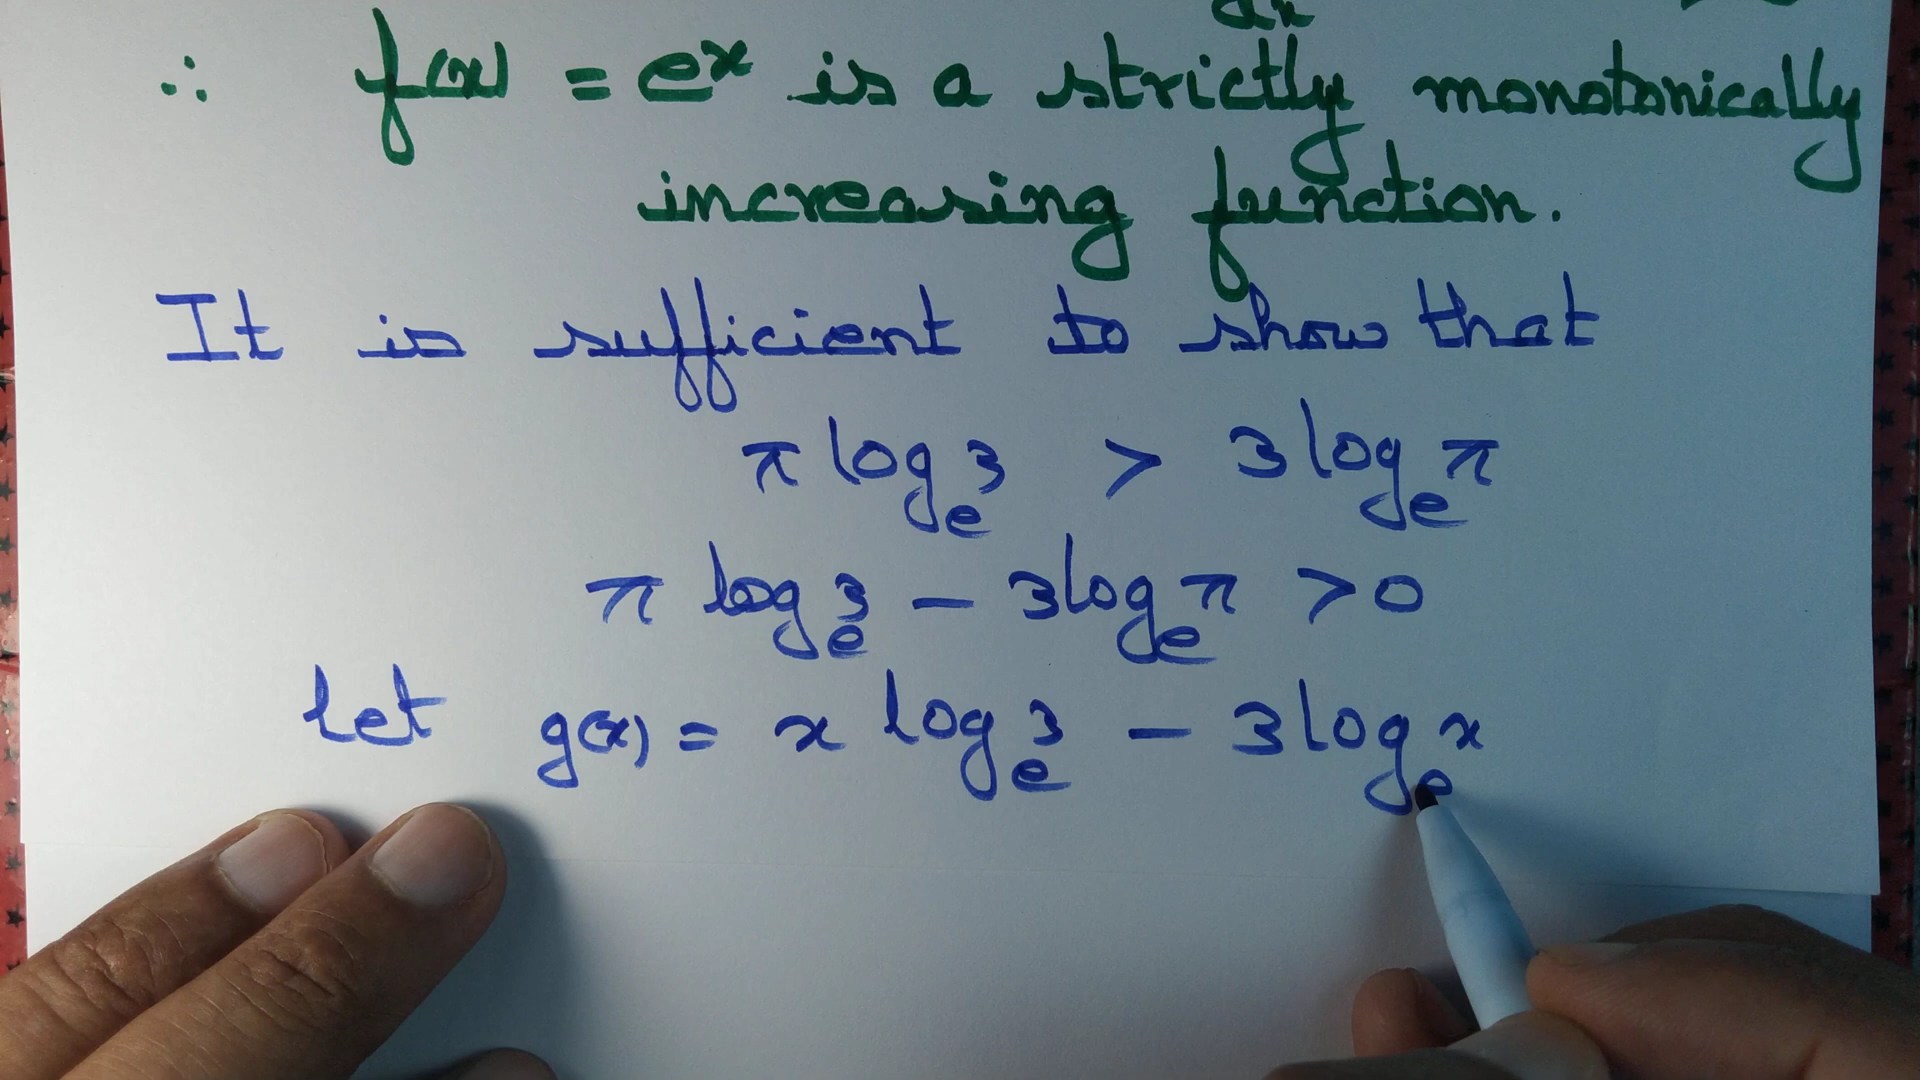 dx
∴ f(x) = eˣ is a strictly monotonically
increasing function.
It is sufficient to show that
π logₑ3 > 3 logₑπ
π logₑ3 − 3 logₑπ > 0
let g(x) = x logₑ3 − 3 logₑx